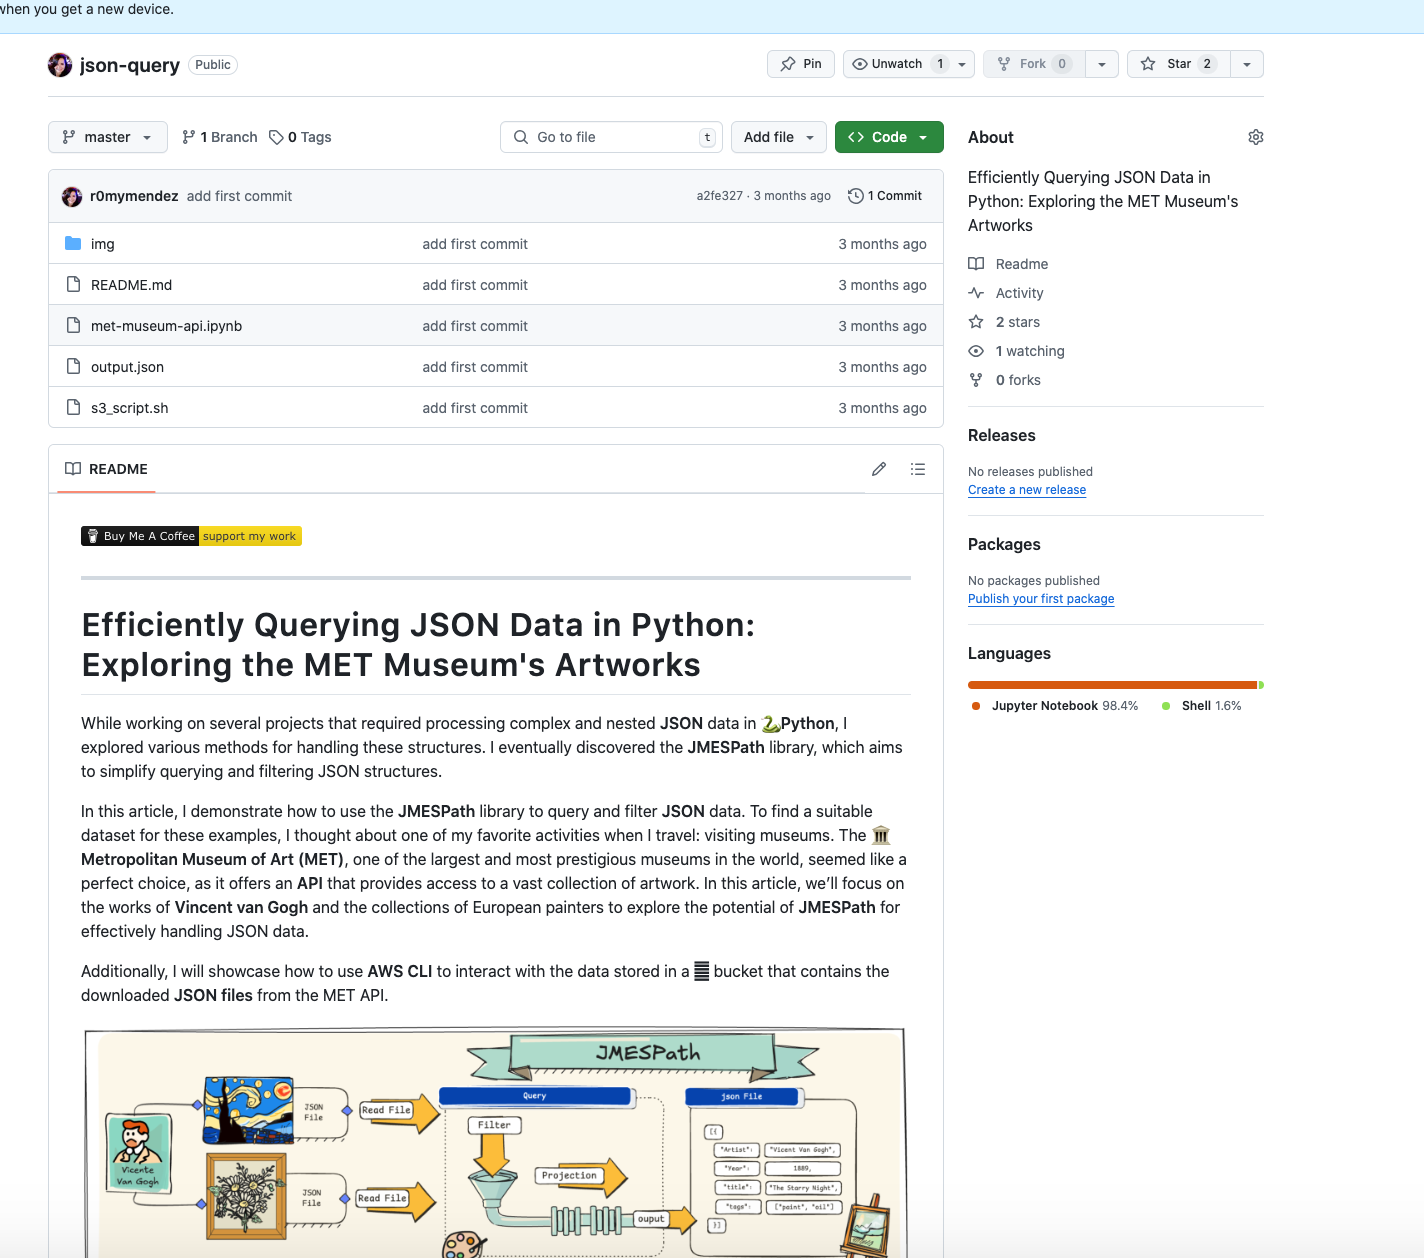 when you get a new device.
json-query Public
Pin Unwatch 1 Fork 0 Star 2
master 1 Branch 0 Tags Go to file t Add file Code
r0mymendez add first commit a2fe327 · 3 months ago 1 Commit
img add first commit 3 months ago
README.md add first commit 3 months ago
met-museum-api.ipynb add first commit 3 months ago
output.json add first commit 3 months ago
s3_script.sh add first commit 3 months ago
README
Buy Me A Coffee support my work
Efficiently Querying JSON Data in Python:
Exploring the MET Museum's Artworks
While working on several projects that required processing complex and nested JSON data in 🐍Python, I
explored various methods for handling these structures. I eventually discovered the JMESPath library, which aims
to simplify querying and filtering JSON structures.
In this article, I demonstrate how to use the JMESPath library to query and filter JSON data. To find a suitable
dataset for these examples, I thought about one of my favorite activities when I travel: visiting museums. The 🏛️
Metropolitan Museum of Art (MET), one of the largest and most prestigious museums in the world, seemed like a
perfect choice, as it offers an API that provides access to a vast collection of artwork. In this article, we’ll focus on
the works of Vincent van Gogh and the collections of European painters to explore the potential of JMESPath for
effectively handling JSON data.
Additionally, I will showcase how to use AWS CLI to interact with the data stored in a bucket that contains the
downloaded JSON files from the MET API.
JMESPath
Vicente
Van Gogh
JSON
File
Read File
JSON
File
Read File
Query
Filter
Projection
ouput
json File
[{
"Artist": "Vicent Van Gogh",
"Year": 1889,
"title": "The Starry Night",
"tags": ["paint", "oil"]
}]
About
Efficiently Querying JSON Data in
Python: Exploring the MET Museum's
Artworks
Readme
Activity
2 stars
1 watching
0 forks
Releases
No releases published
Create a new release
Packages
No packages published
Publish your first package
Languages
Jupyter Notebook 98.4% Shell 1.6%